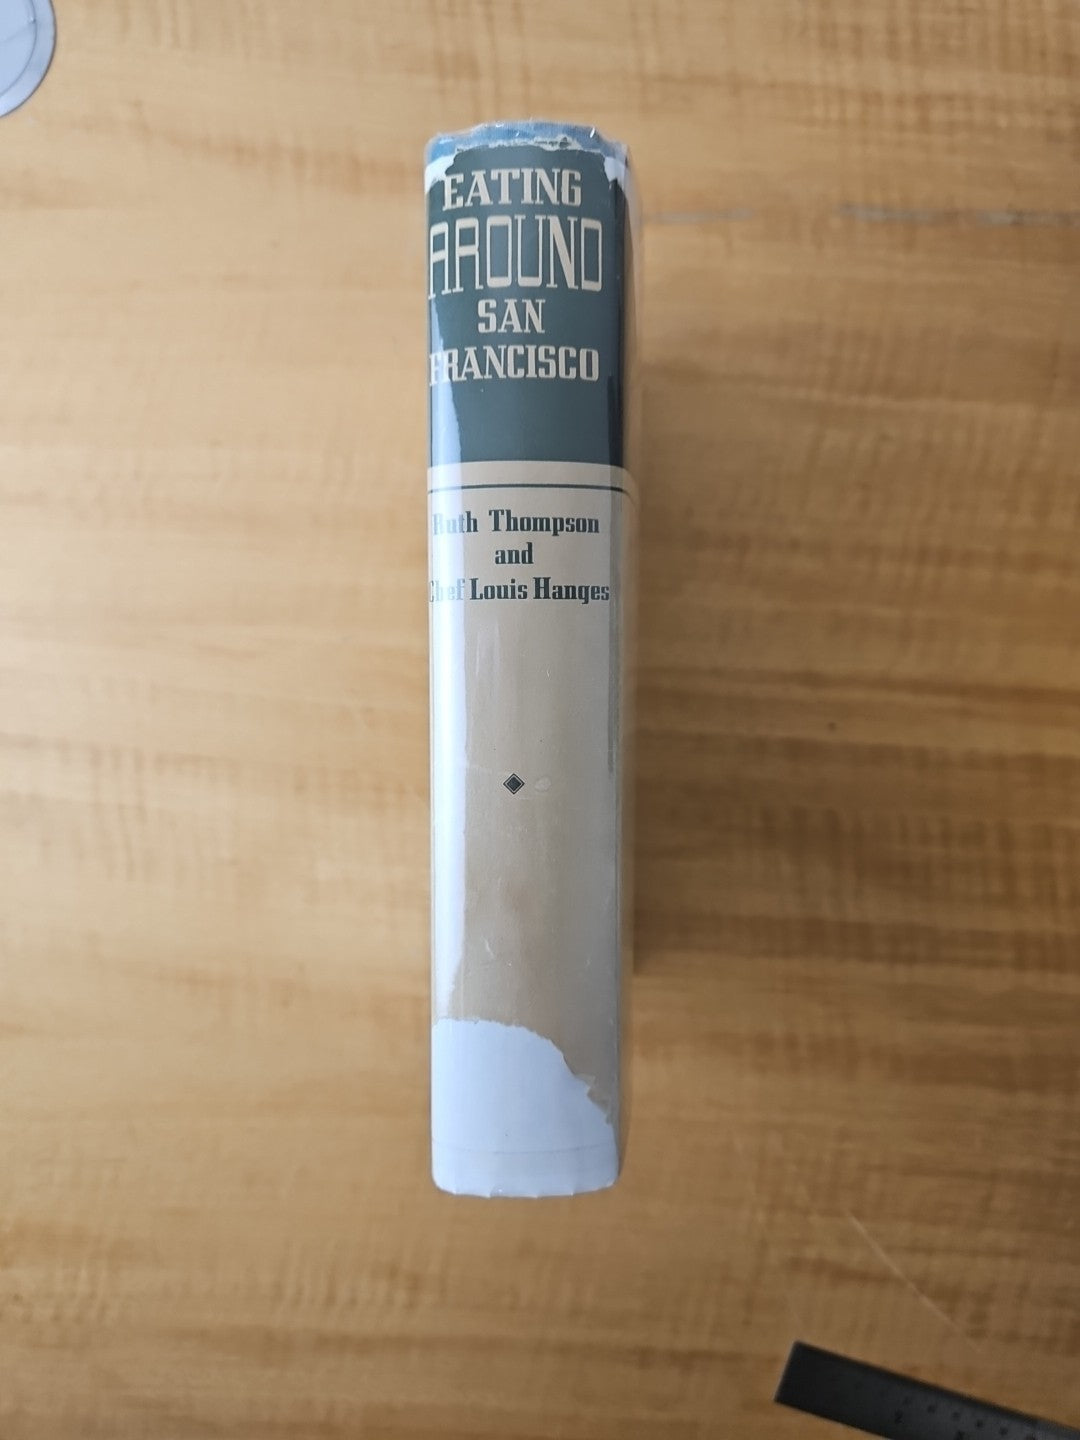 EATING
AROUND
SAN
FRANCISCO
Ruth Thompson
and
Chef Louis Hanges